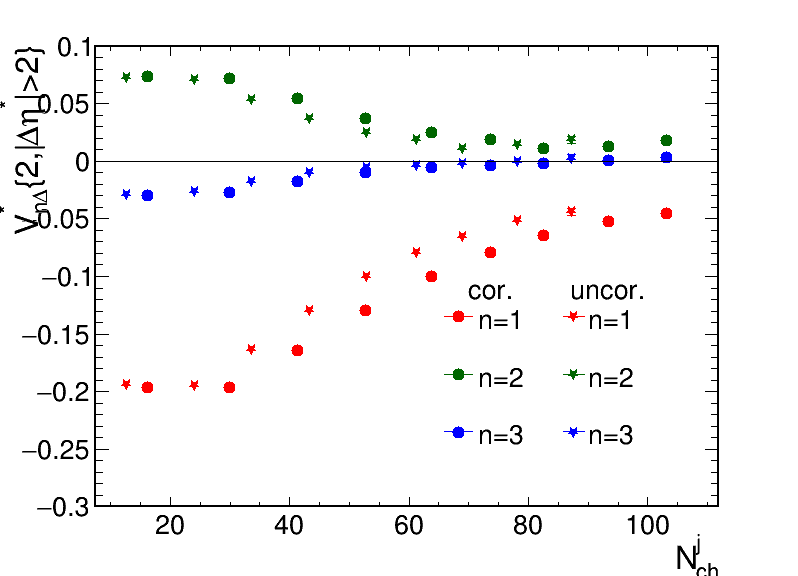 V*nΔ{2,|Δη*|>2}
0.1
0.05
0
−0.05
−0.1
−0.15
−0.2
−0.25
−0.3
cor. uncor.
n=1 n=1
n=2 n=2
n=3 n=3
20 40 60 80 100
N^j_ch